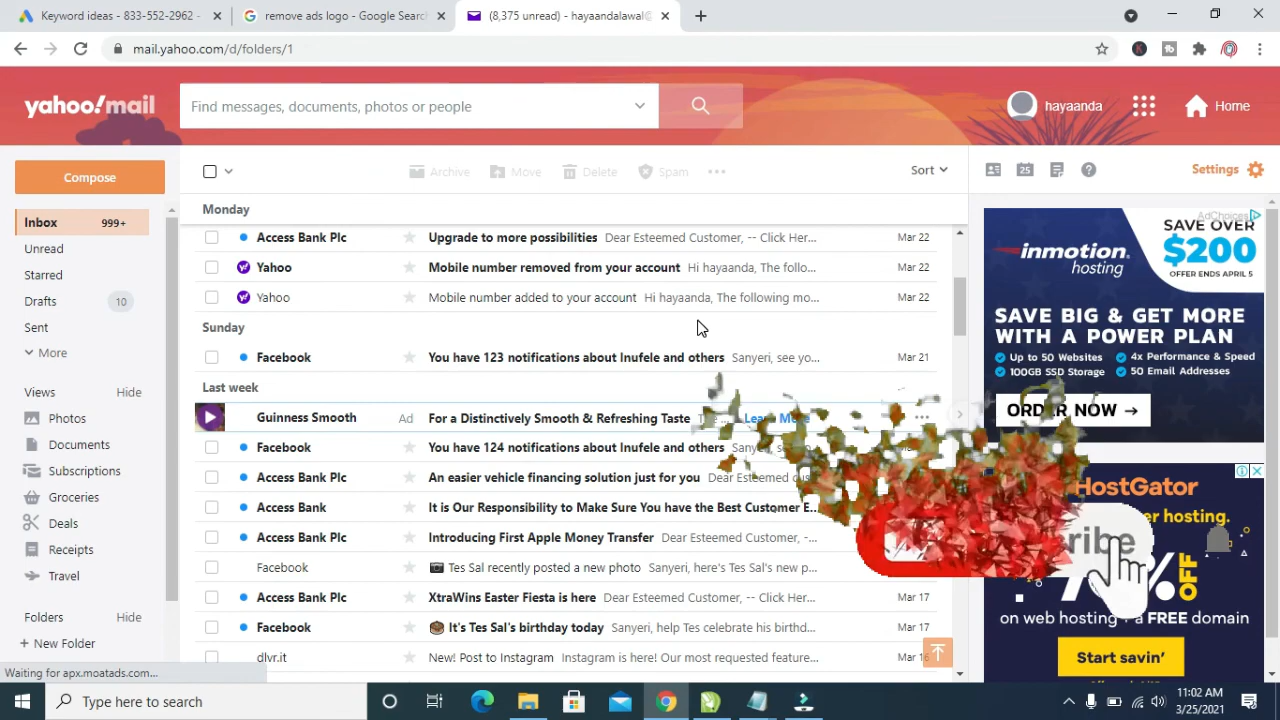 Keyword ideas - 833-552-2962 -
remove ads logo - Google Searc
(8,375 unread) - hayaandalawal@
mail.yahoo.com/d/folders/1
yahoo!mail
Find messages, documents, photos or people
hayaanda
Home
Compose
Archive
Move
Delete
Spam
Sort
25
Settings
Inbox 999+
Unread
Starred
Drafts 10
Sent
More
Views Hide
Photos
Documents
Subscriptions
Groceries
Deals
Receipts
Travel
Folders Hide
+ New Folder
Monday
Access Bank Plc Upgrade to more possibilities Dear Esteemed Customer, -- Click Her... Mar 22
Yahoo Mobile number removed from your account Hi hayaanda, The follo... Mar 22
Yahoo Mobile number added to your account Hi hayaanda, The following mo... Mar 22
Sunday
Facebook You have 123 notifications about Inufele and others Sanyeri, see yo... Mar 21
Last week
Guinness Smooth Ad For a Distinctively Smooth & Refreshing Taste Learn More
Facebook You have 124 notifications about Inufele and others
Access Bank Plc An easier vehicle financing solution just for you Dear Esteemed
Access Bank It is Our Responsibility to Make Sure You have the Best Customer E...
Access Bank Plc Introducing First Apple Money Transfer Dear Esteemed Customer, -
Facebook Tes Sal recently posted a new photo Sanyeri, here's Tes Sal's new p...
Access Bank Plc XtraWins Easter Fiesta is here Dear Esteemed Customer, -- Click Her... Mar 17
Facebook It's Tes Sal's birthday today Sanyeri, help Tes celebrate his birthd... Mar 17
dlvr.it New! Post to Instagram Instagram is here! Our most requested feature... Mar 16
AdChoices
inmotion
hosting
SAVE OVER
$200
OFFER ENDS APRIL 5
SAVE BIG & GET MORE
WITH A POWER PLAN
Up to 50 Websites 4x Performance & Speed
100GB SSD Storage 50 Email Addresses
ORDER NOW →
HostGator
er hosting.
ribe
% OFF
on web hosting + a FREE domain
Start savin'
Waiting for apx.moatads.com...
Type here to search
11:02 AM
3/25/2021